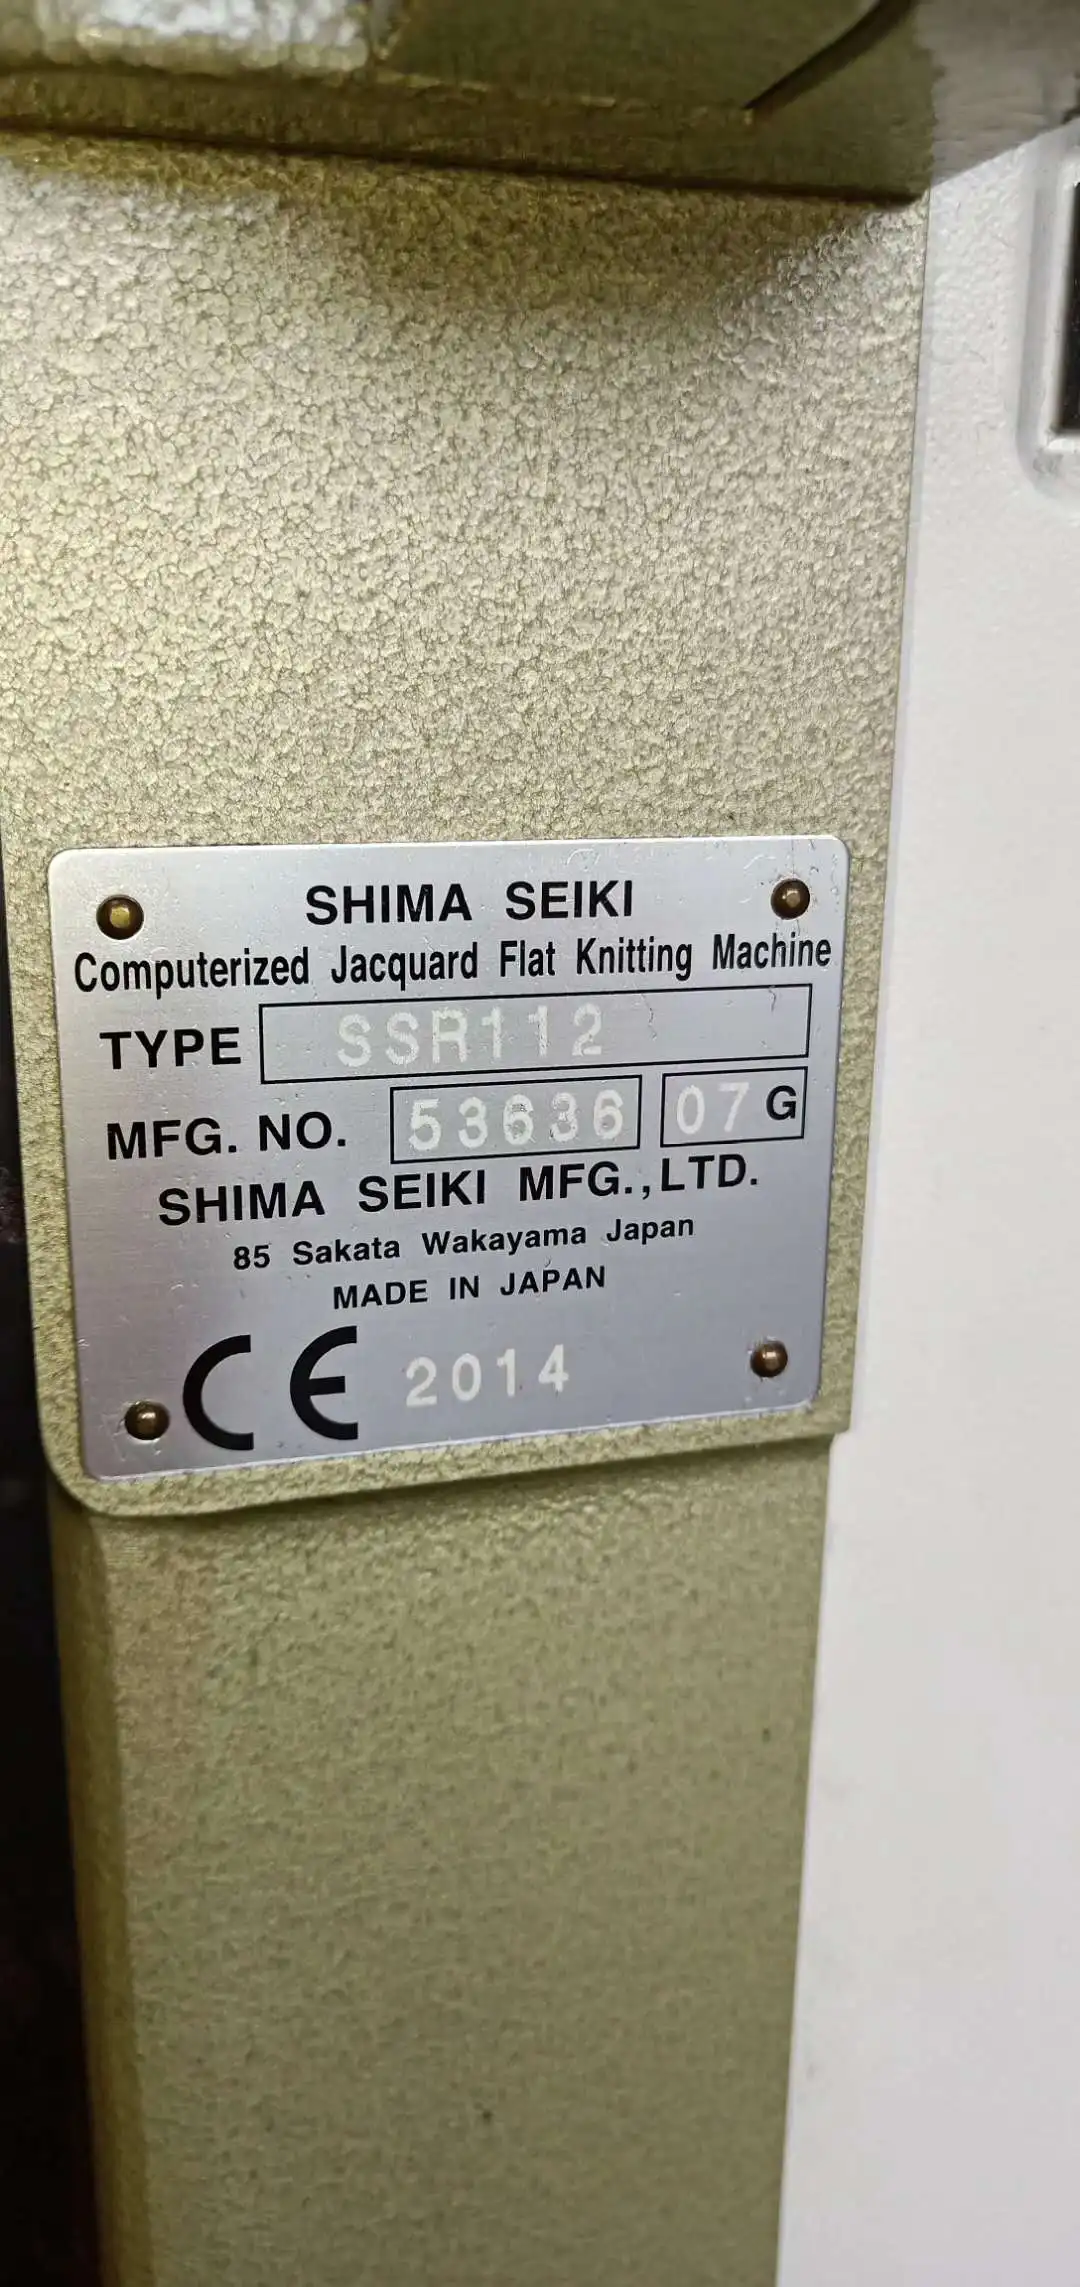 SHIMA SEIKI
Computerized Jacquard Flat Knitting Machine
TYPE SSR112
MFG. NO. 53636 07 G
SHIMA SEIKI MFG.,LTD.
85 Sakata Wakayama Japan
MADE IN JAPAN
CE 2014